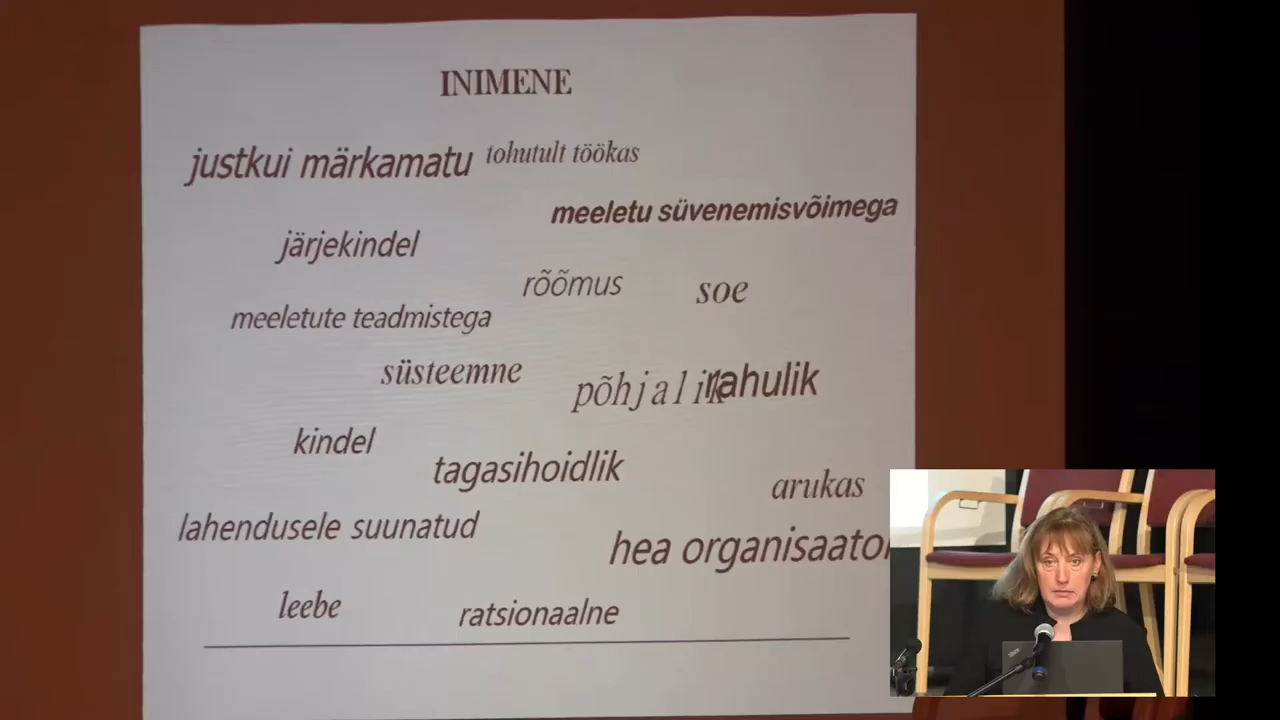 INIMENE
justkui märkamatu tohutult töökas
meeletu süvenemisvõimega
järjekindel
rõõmus soe
meeletute teadmistega
süsteemne
põhjalik rahulik
kindel
tagasihoidlik
arukas
lahendusele suunatud
hea organisaator
leebe ratsionaalne